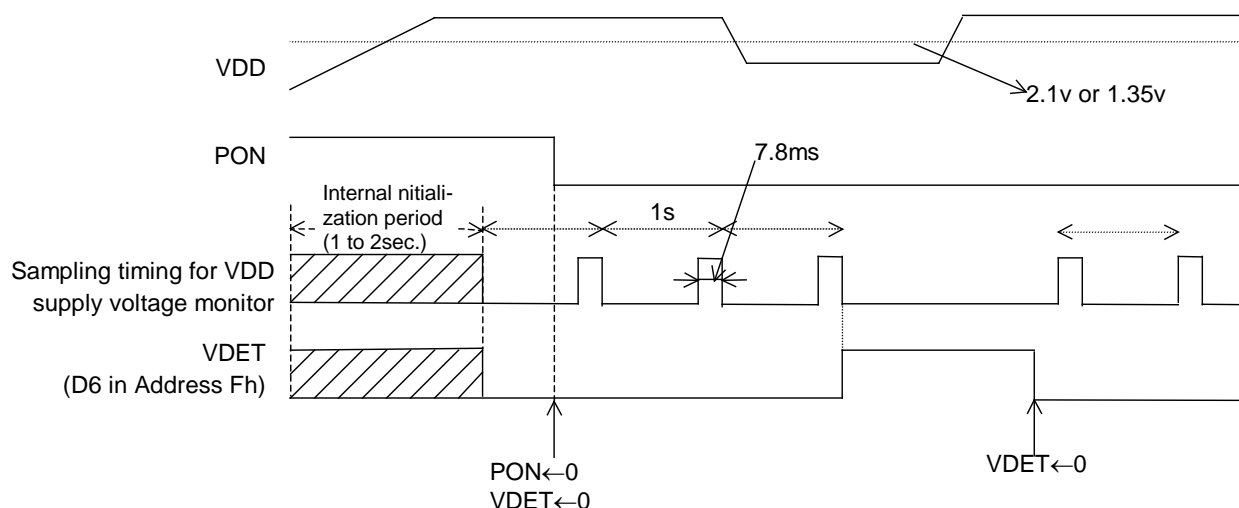 VDD
2.1v or 1.35v
PON
7.8ms
Internal nitiali-
zation period
(1 to 2sec.)
1s
Sampling timing for VDD
supply voltage monitor
VDET
(D6 in Address Fh)
PON←0
VDET←0
VDET←0